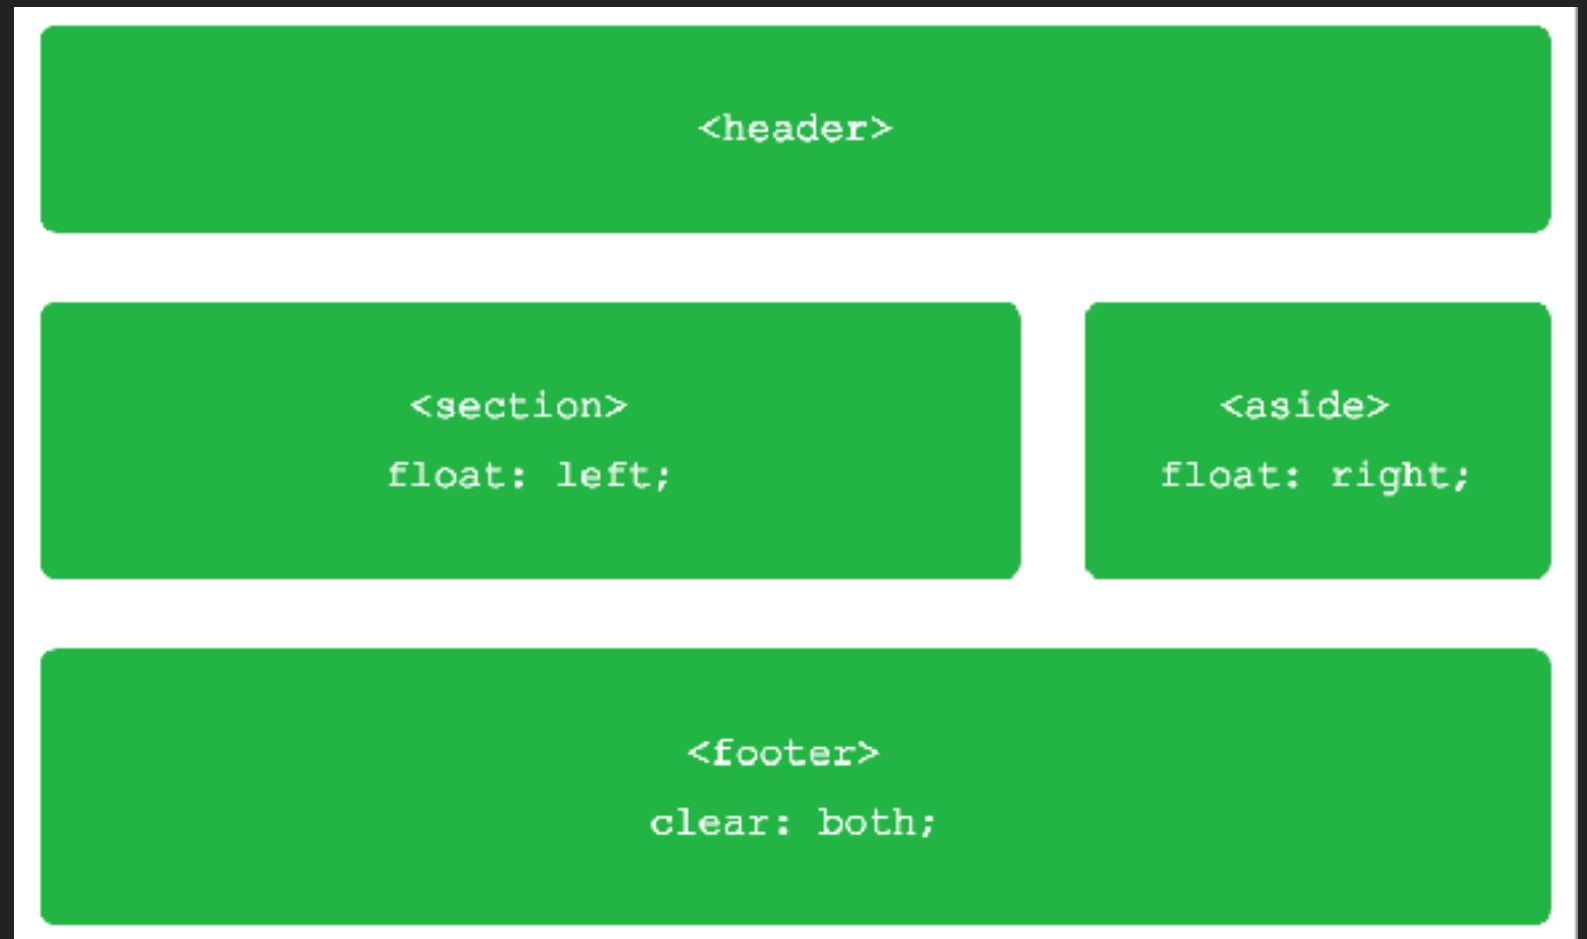 <header>
<section>
float: left;
<aside>
float: right;
<footer>
clear: both;